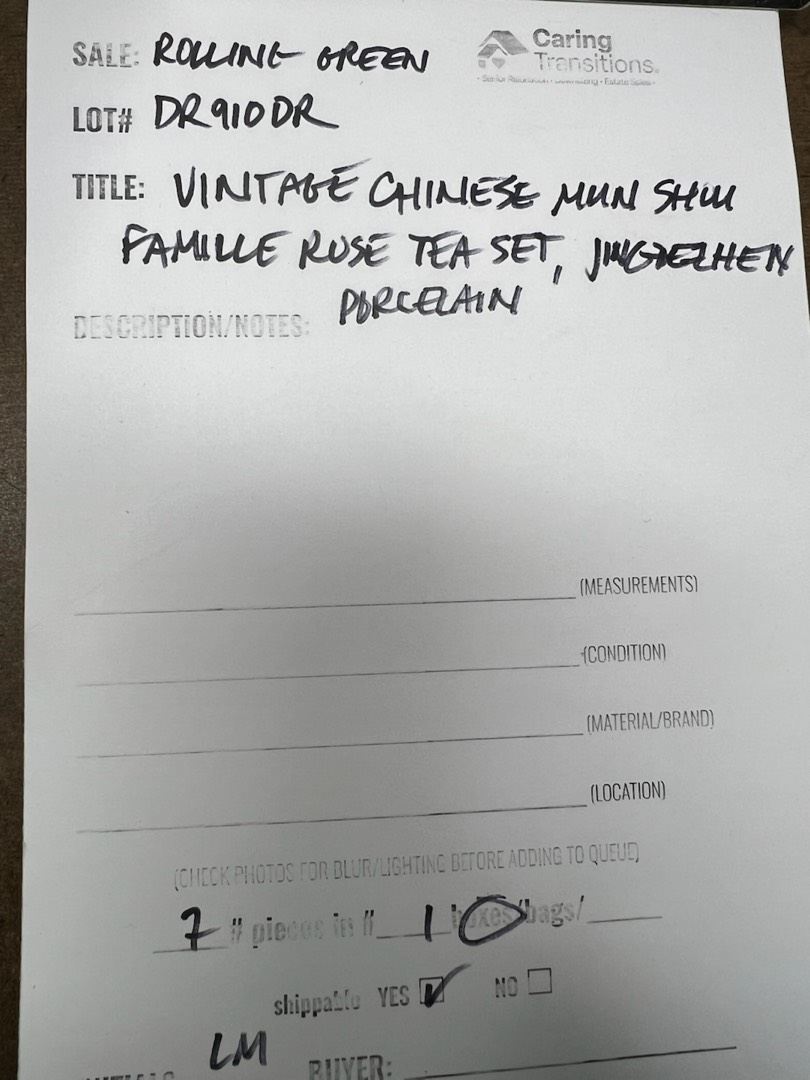 SALE: ROLLING GREEN
Caring
Transitions.
LOT# DR910DR
TITLE: VINTAGE CHINESE MUN SHOU
FAMILLE ROSE TEA SET, JINGDEZHEN
PORCELAIN
DESCRIPTION/NOTES:
(MEASUREMENTS)
(CONDITION)
(MATERIAL/BRAND)
(LOCATION)
(CHECK PHOTOS FOR BLUR/LIGHTING BEFORE ADDING TO QUEUE)
7 # pieces in # 1 boxes/bags/
shippable YES NO
LM
BUYER: